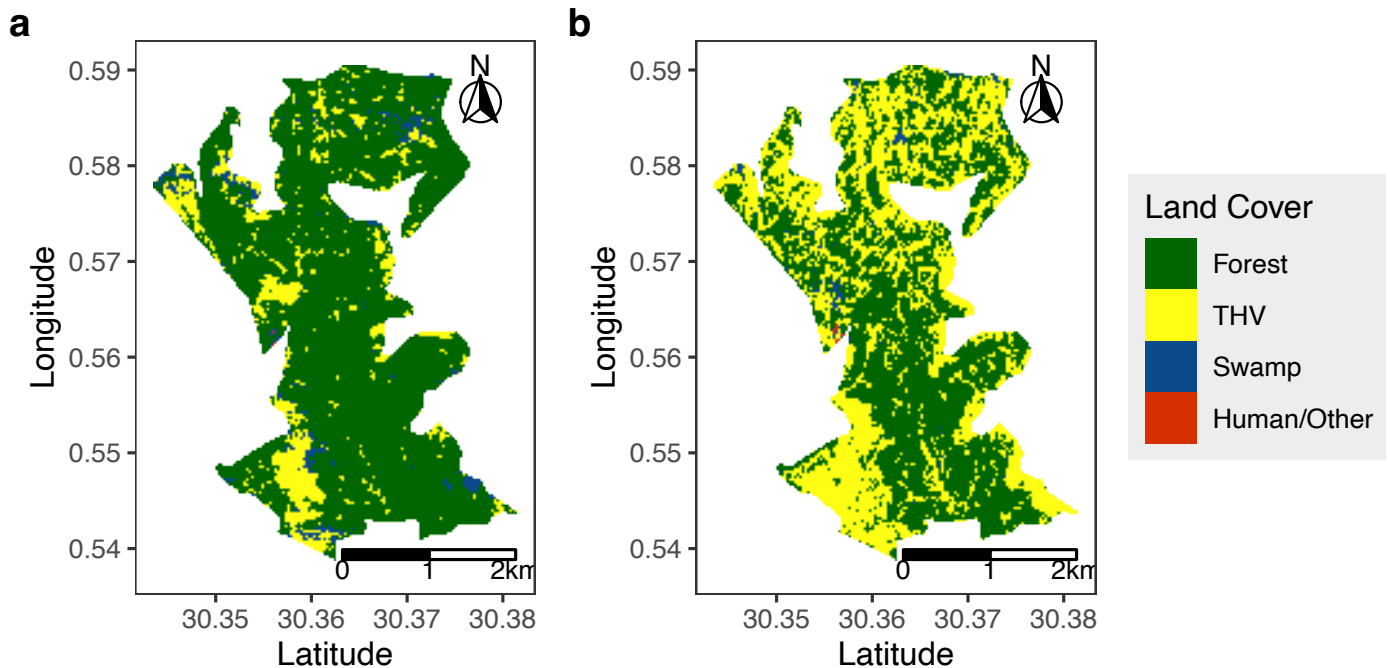 a
b
N
N
0.59
0.58
0.57
0.56
0.55
0.54
Longitude
0 1 2km
30.35 30.36 30.37 30.38
Latitude
0.59
0.58
0.57
0.56
0.55
0.54
Longitude
0 1 2km
30.35 30.36 30.37 30.38
Latitude
Land Cover
Forest
THV
Swamp
Human/Other